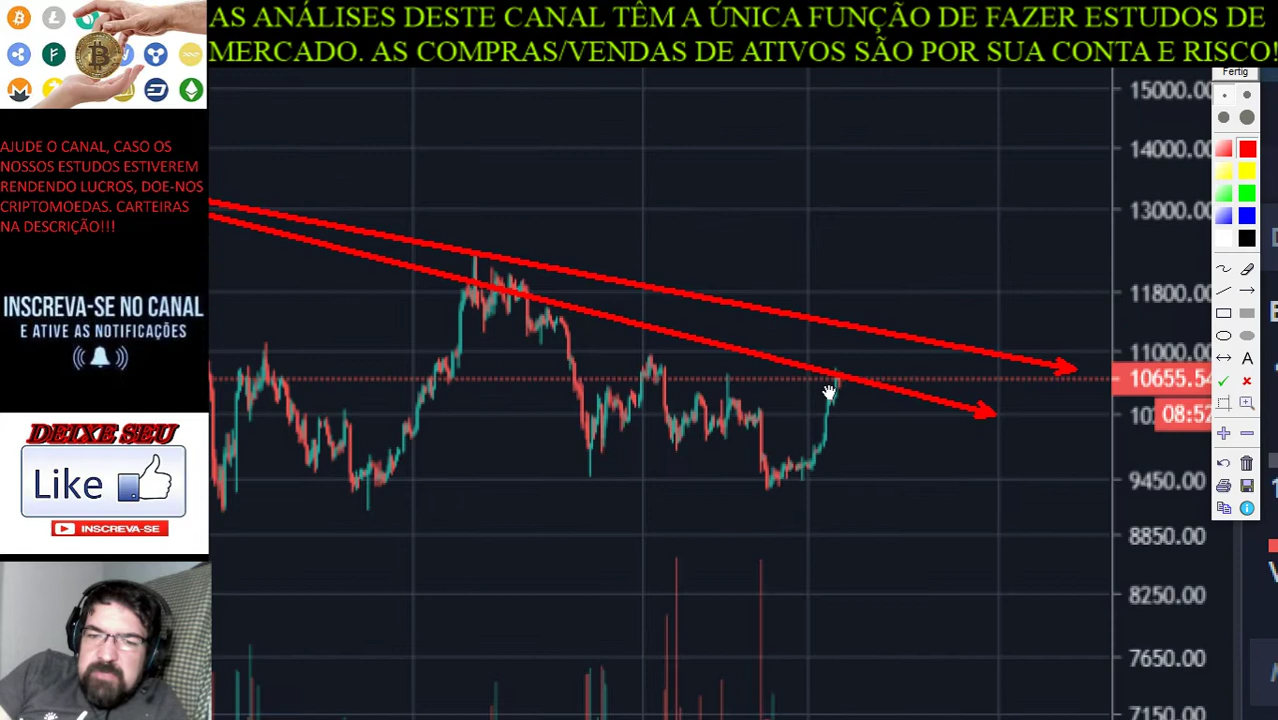 AS ANÁLISES DESTE CANAL TÊM A ÚNICA FUNÇÃO DE FAZER ESTUDOS DE
MERCADO. AS COMPRAS/VENDAS DE ATIVOS SÃO POR SUA CONTA E RISCO!
AJUDE O CANAL, CASO OS
NOSSOS ESTUDOS ESTIVEREM
RENDENDO LUCROS, DOE-NOS
CRIPTOMOEDAS. CARTEIRAS
NA DESCRIÇÃO!!!
INSCREVA-SE NO CANAL
E ATIVE AS NOTIFICAÇÕES
DEIXE SEU
Like
INSCREVA-SE
Fertig
A
15000.00
14000.00
13000.00
11800.00
11000.00
10655.54
08:52
9450.00
8850.00
8250.00
7650.00
7150.00